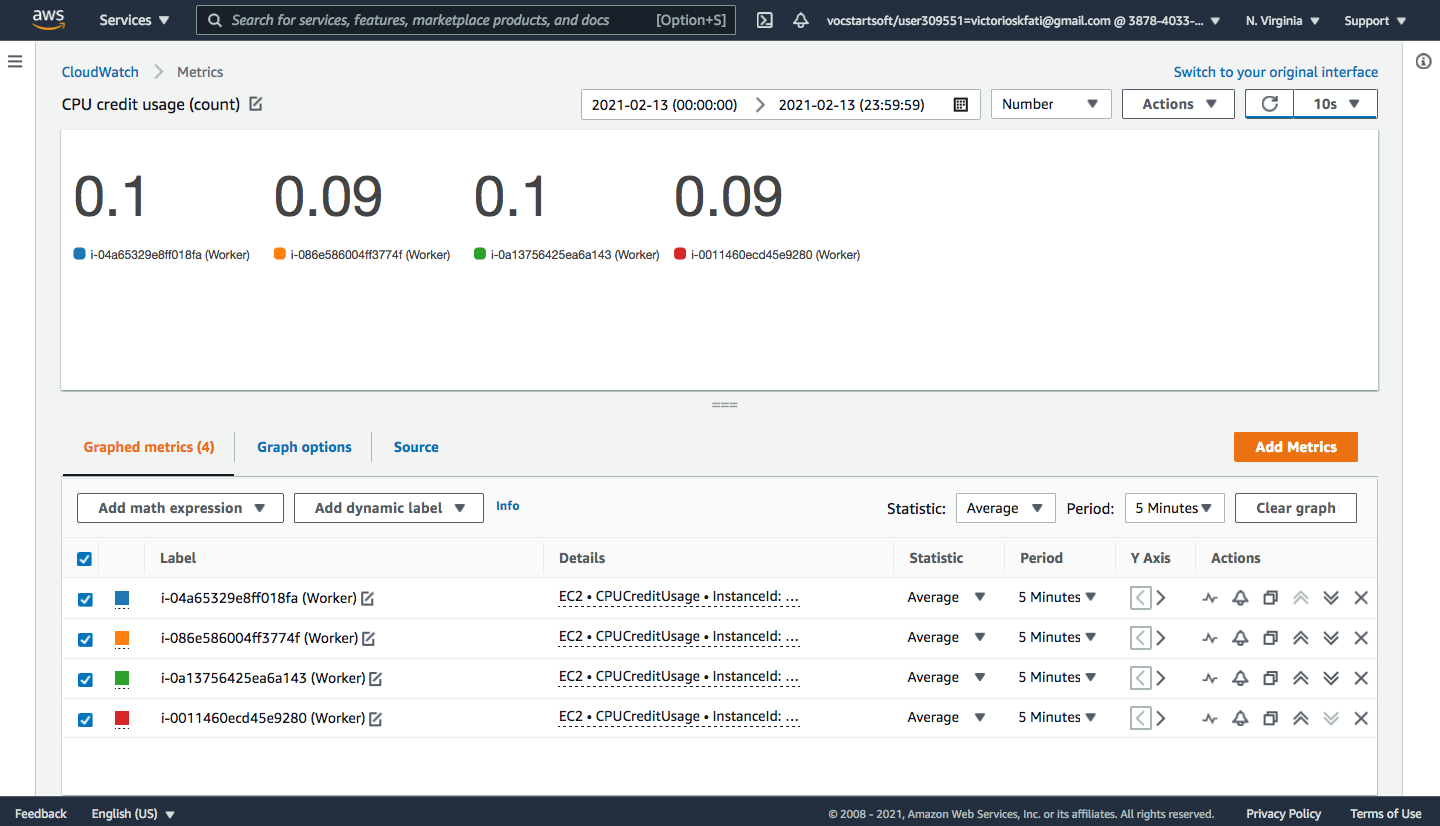 aws Services Search for services, features, marketplace products, and docs [Option+S] vocstartsoft/user309551=victorioskfati@gmail.com @ 3878-4033-... N. Virginia Support
CloudWatch Metrics Switch to your original interface
CPU credit usage (count) 2021-02-13 (00:00:00) 2021-02-13 (23:59:59) Number Actions 10s
0.1 0.09 0.1 0.09
i-04a65329e8ff018fa (Worker) i-086e586004ff3774f (Worker) i-0a13756425ea6a143 (Worker) i-0011460ecd45e9280 (Worker)
Graphed metrics (4) Graph options Source Add Metrics
Add math expression Add dynamic label Info Statistic: Average Period: 5 Minutes Clear graph
Label Details Statistic Period Y Axis Actions
i-04a65329e8ff018fa (Worker) EC2 • CPUCreditUsage • InstanceId: ... Average 5 Minutes
i-086e586004ff3774f (Worker) EC2 • CPUCreditUsage • InstanceId: ... Average 5 Minutes
i-0a13756425ea6a143 (Worker) EC2 • CPUCreditUsage • InstanceId: ... Average 5 Minutes
i-0011460ecd45e9280 (Worker) EC2 • CPUCreditUsage • InstanceId: ... Average 5 Minutes
Feedback English (US) © 2008 - 2021, Amazon Web Services, Inc. or its affiliates. All rights reserved. Privacy Policy Terms of Use